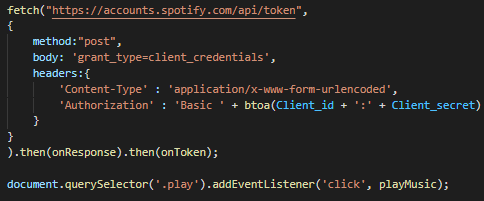 fetch("https://accounts.spotify.com/api/token",
{
    method:"post",
    body: 'grant_type=client_credentials',
    headers:{
        'Content-Type' : 'application/x-www-form-urlencoded',
        'Authorization' : 'Basic ' + btoa(Client_id + ':' + Client_secret)
    }
}
).then(onResponse).then(onToken);

document.querySelector('.play').addEventListener('click', playMusic);